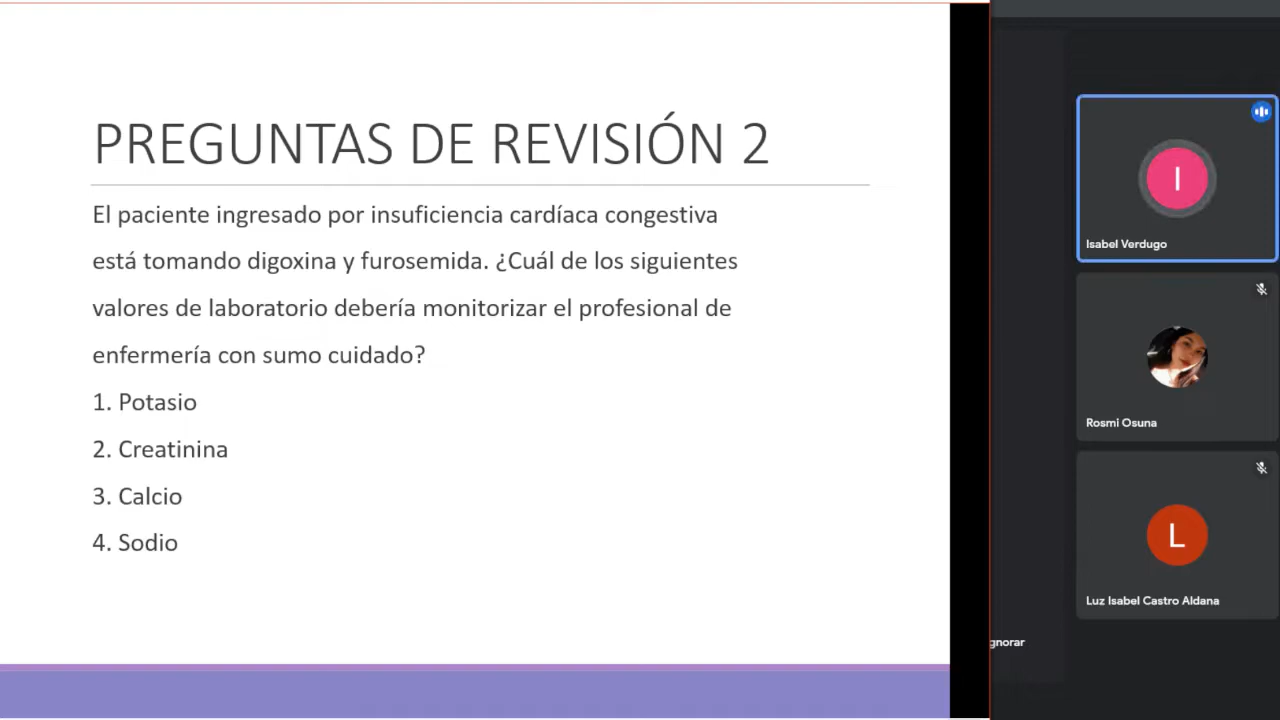 PREGUNTAS DE REVISIÓN 2
El paciente ingresado por insuficiencia cardíaca congestiva
está tomando digoxina y furosemida. ¿Cuál de los siguientes
valores de laboratorio debería monitorizar el profesional de
enfermería con sumo cuidado?
1. Potasio
2. Creatinina
3. Calcio
4. Sodio
I
Isabel Verdugo
Rosmi Osuna
L
Luz Isabel Castro Aldana
gnorar